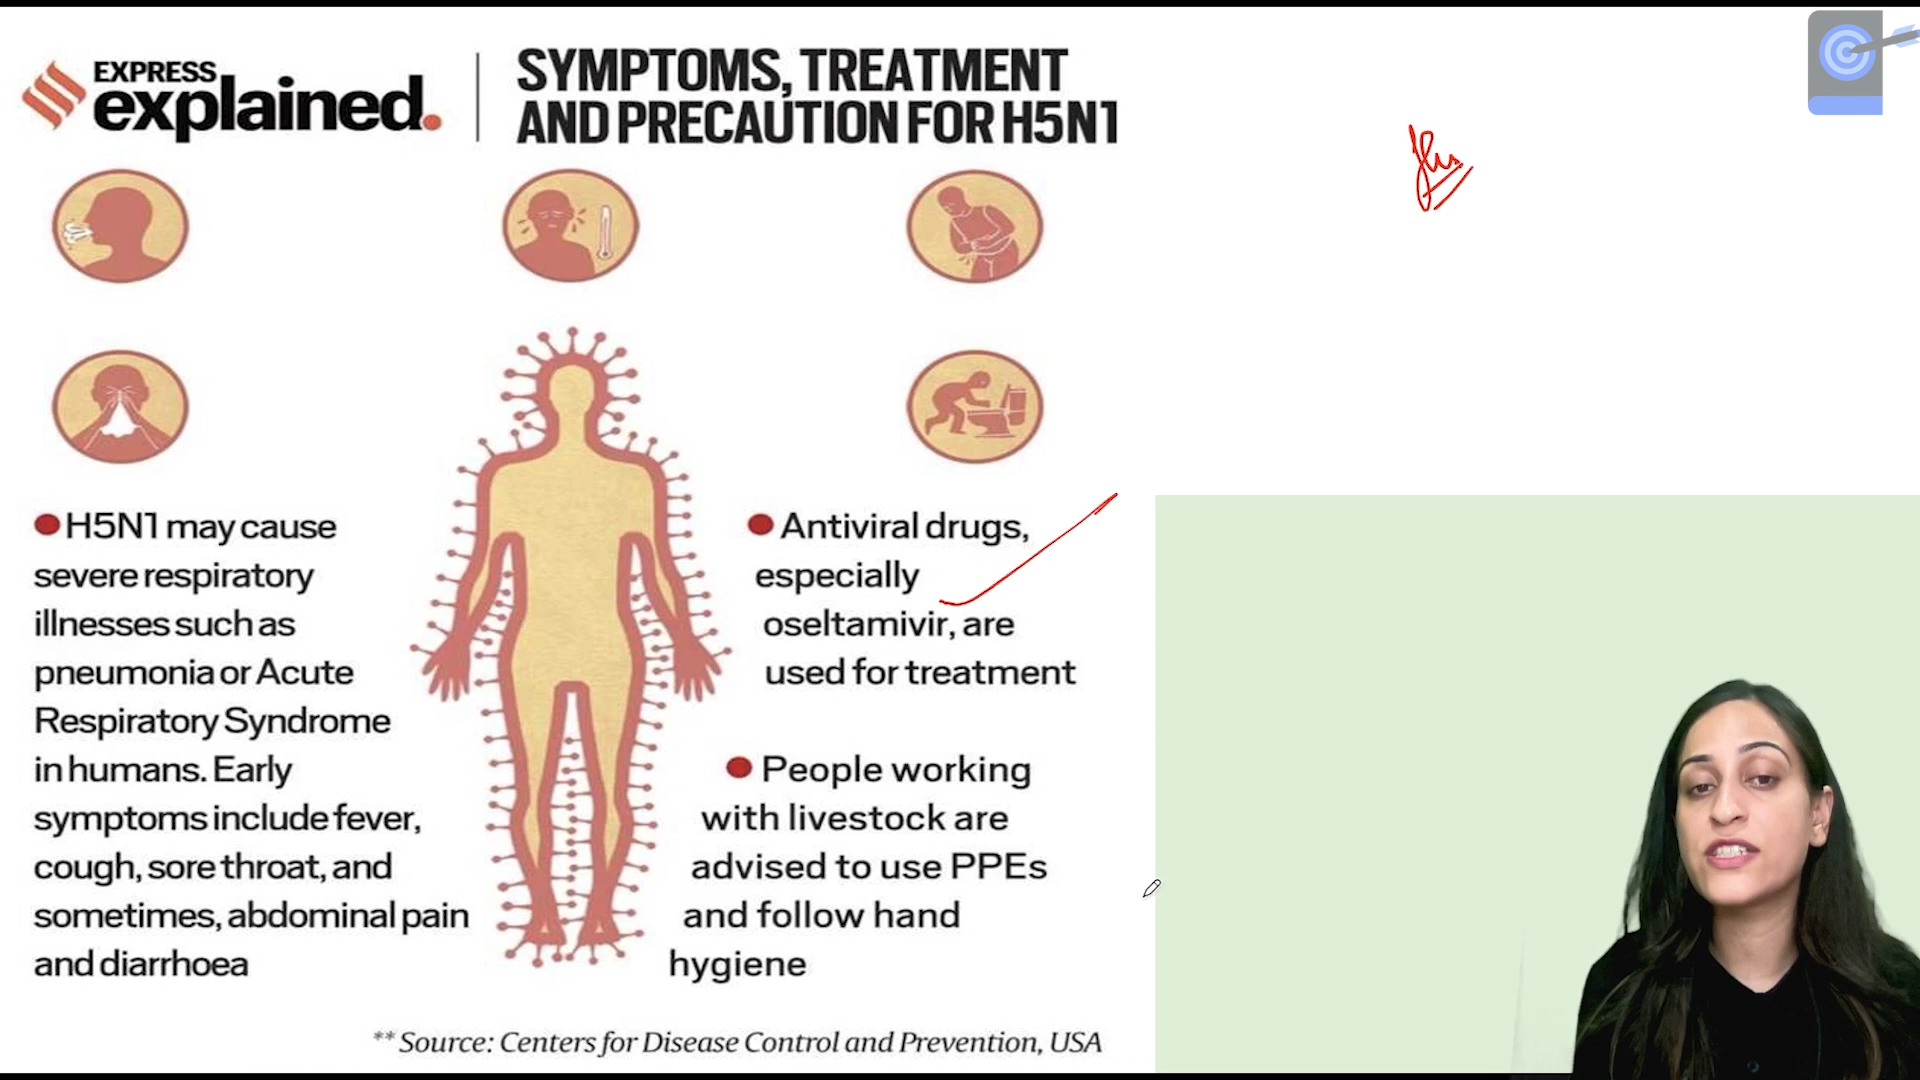 EXPRESS
explained.
SYMPTOMS, TREATMENT
AND PRECAUTION FOR H5N1
H5N1 may cause
severe respiratory
illnesses such as
pneumonia or Acute
Respiratory Syndrome
in humans. Early
symptoms include fever,
cough, sore throat, and
sometimes, abdominal pain
and diarrhoea
Antiviral drugs,
especially
oseltamivir, are
used for treatment
People working
with livestock are
advised to use PPEs
and follow hand
hygiene
** Source: Centers for Disease Control and Prevention, USA